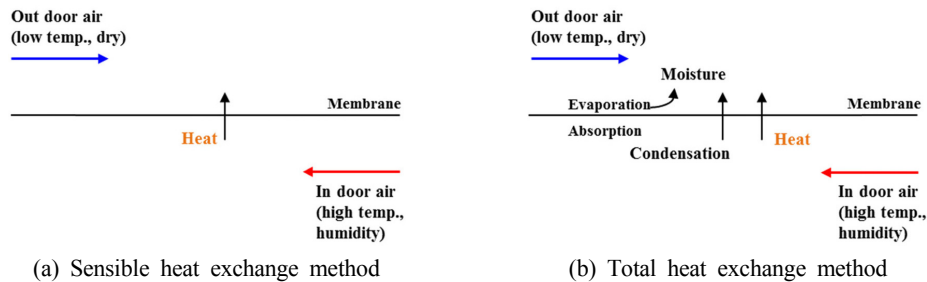 Out door air
(low temp., dry)
Membrane
Heat
In door air
(high temp.,
humidity)
(a) Sensible heat exchange method
Out door air
(low temp., dry)
Moisture
Evaporation
Membrane
Absorption
Heat
Condensation
In door air
(high temp.,
humidity)
(b) Total heat exchange method